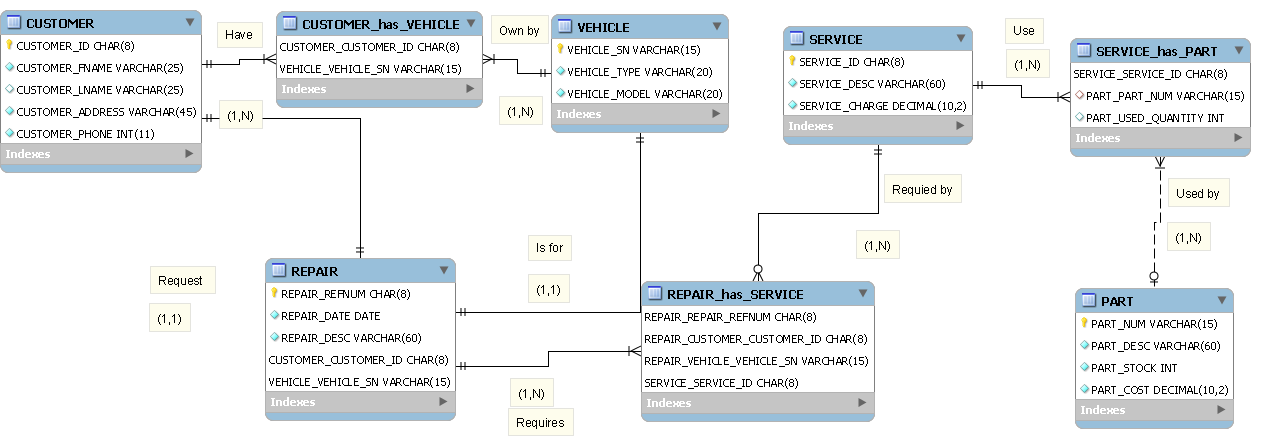 CUSTOMER
CUSTOMER_ID CHAR(8)
CUSTOMER_FNAME VARCHAR(25)
CUSTOMER_LNAME VARCHAR(25)
CUSTOMER_ADDRESS VARCHAR(45)
CUSTOMER_PHONE INT(11)
Indexes
Have
(1,N)
CUSTOMER_has_VEHICLE
CUSTOMER_CUSTOMER_ID CHAR(8)
VEHICLE_VEHICLE_SN VARCHAR(15)
Indexes
Own by
(1,N)
VEHICLE
VEHICLE_SN VARCHAR(15)
VEHICLE_TYPE VARCHAR(20)
VEHICLE_MODEL VARCHAR(20)
Indexes
SERVICE
SERVICE_ID CHAR(8)
SERVICE_DESC VARCHAR(60)
SERVICE_CHARGE DECIMAL(10,2)
Indexes
Use
(1,N)
SERVICE_has_PART
SERVICE_SERVICE_ID CHAR(8)
PART_PART_NUM VARCHAR(15)
PART_USED_QUANTITY INT
Indexes
Requied by
(1,N)
Used by
(1,N)
Request
(1,1)
REPAIR
REPAIR_REFNUM CHAR(8)
REPAIR_DATE DATE
REPAIR_DESC VARCHAR(60)
CUSTOMER_CUSTOMER_ID CHAR(8)
VEHICLE_VEHICLE_SN VARCHAR(15)
Indexes
Is for
(1,1)
(1,N)
Requires
REPAIR_has_SERVICE
REPAIR_REPAIR_REFNUM CHAR(8)
REPAIR_CUSTOMER_CUSTOMER_ID CHAR(8)
REPAIR_VEHICLE_VEHICLE_SN VARCHAR(15)
SERVICE_SERVICE_ID CHAR(8)
Indexes
PART
PART_NUM VARCHAR(15)
PART_DESC VARCHAR(60)
PART_STOCK INT
PART_COST DECIMAL(10,2)
Indexes